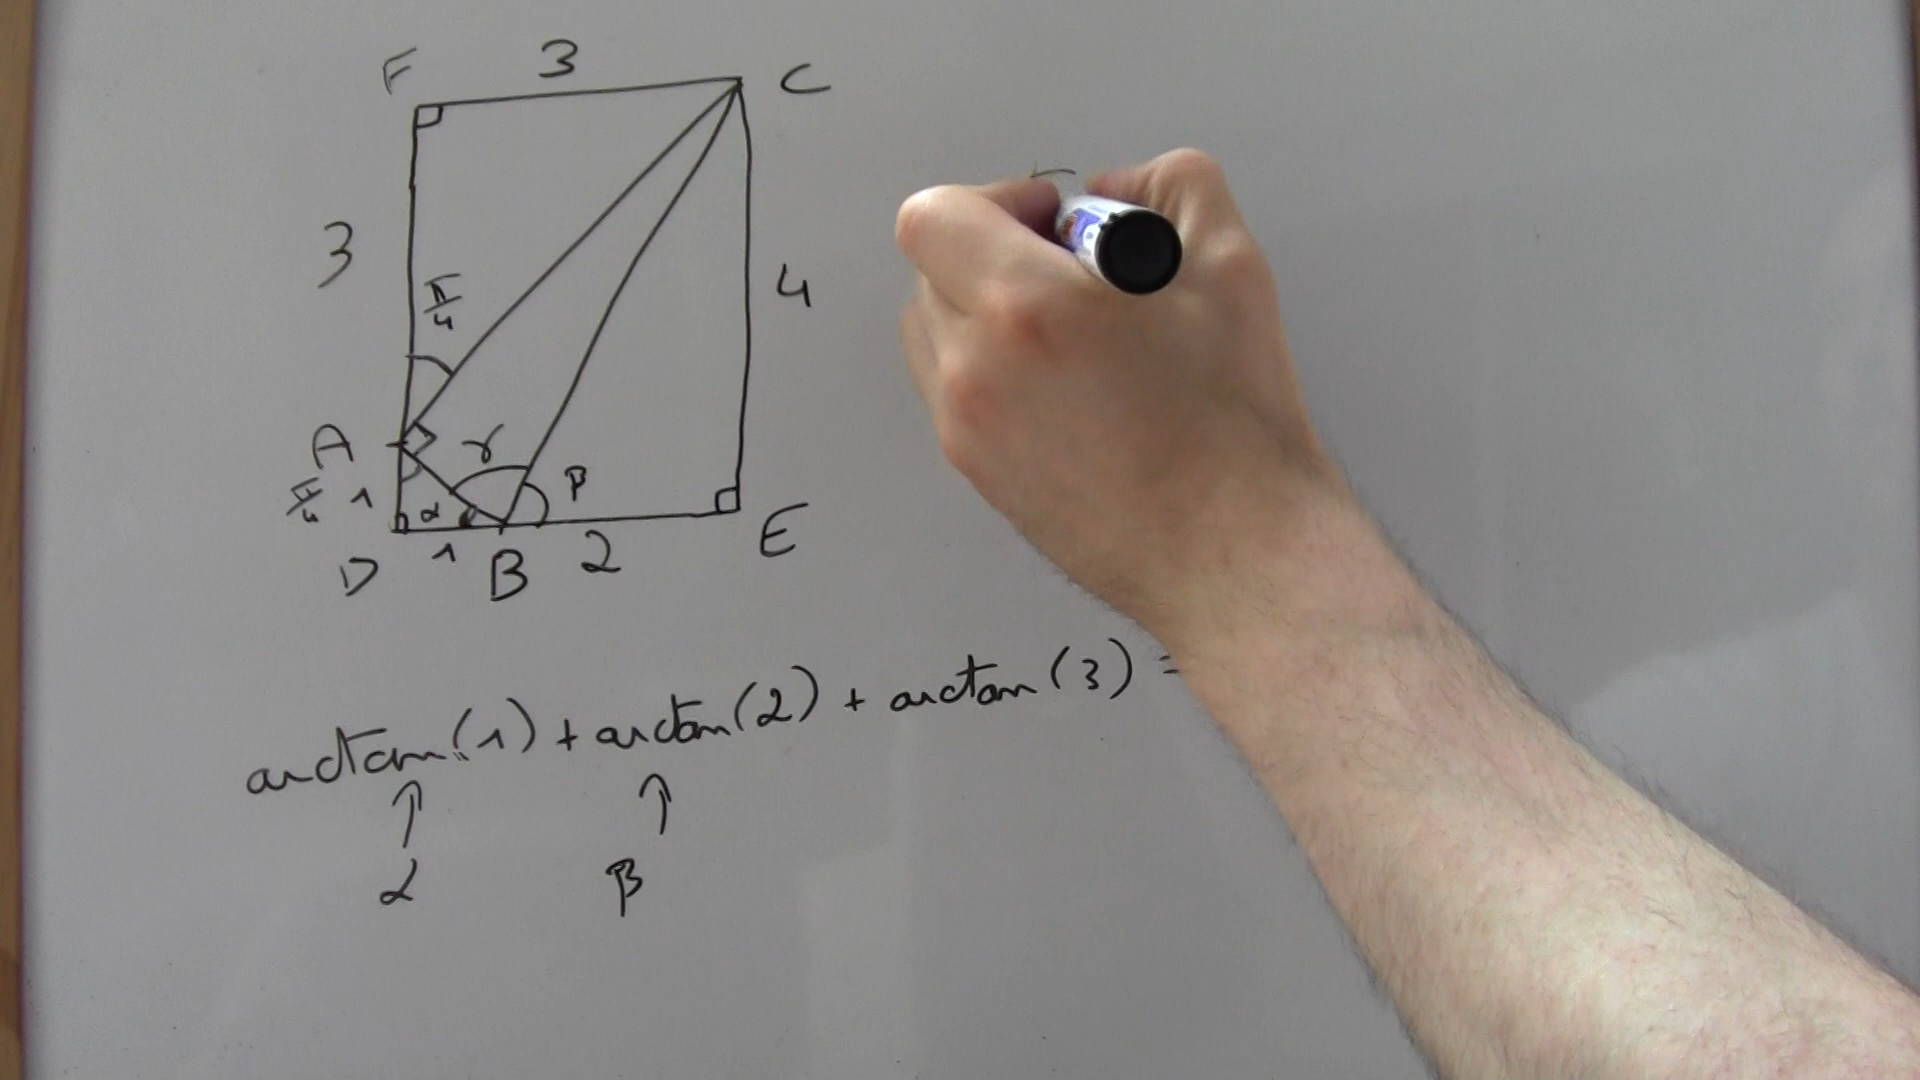 F 3 C
3
π/4
4
A γ β
π/4 1 α
D 1 B 2 E
arctan(1) + arctan(2) + arctan(3) =
↑ ↑
α β